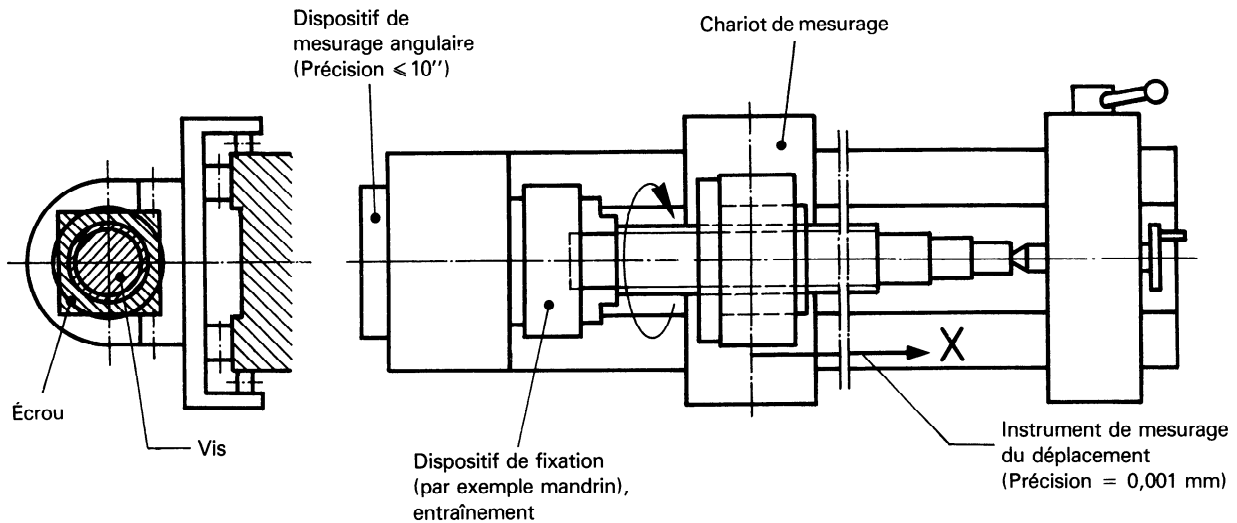 Dispositif de
mesurage angulaire
(Précision ⩽ 10’’)
Chariot de mesurage
X
Écrou
Vis
Dispositif de fixation
(par exemple mandrin),
entraînement
Instrument de mesurage
du déplacement
(Précision = 0,001 mm)